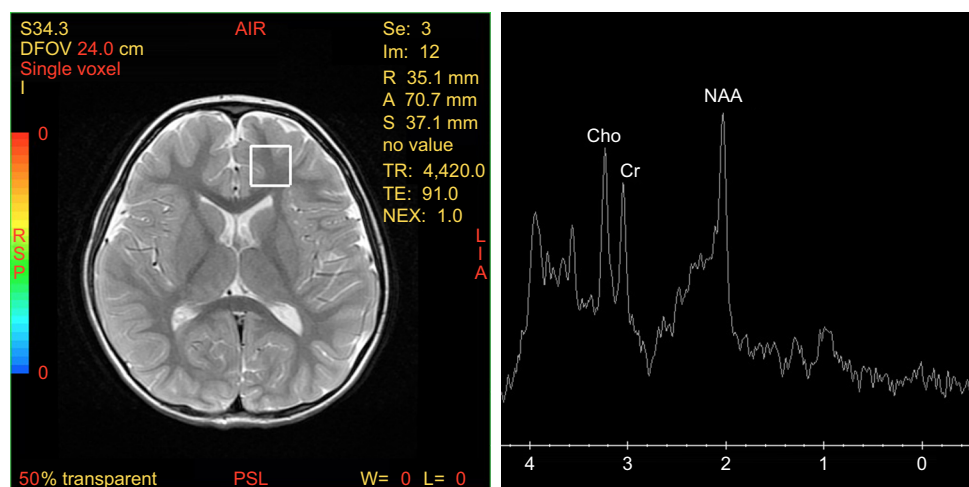 S34.3
DFOV 24.0 cm
Single voxel
I
AIR
Se: 3
Im: 12
R 35.1 mm
A 70.7 mm
S 37.1 mm
no value
TR: 4,420.0
TE: 91.0
NEX: 1.0
0
0
R
S
P
L
I
A
50% transparent
PSL
W= 0 L= 0
Cho
Cr
NAA
4 3 2 1 0